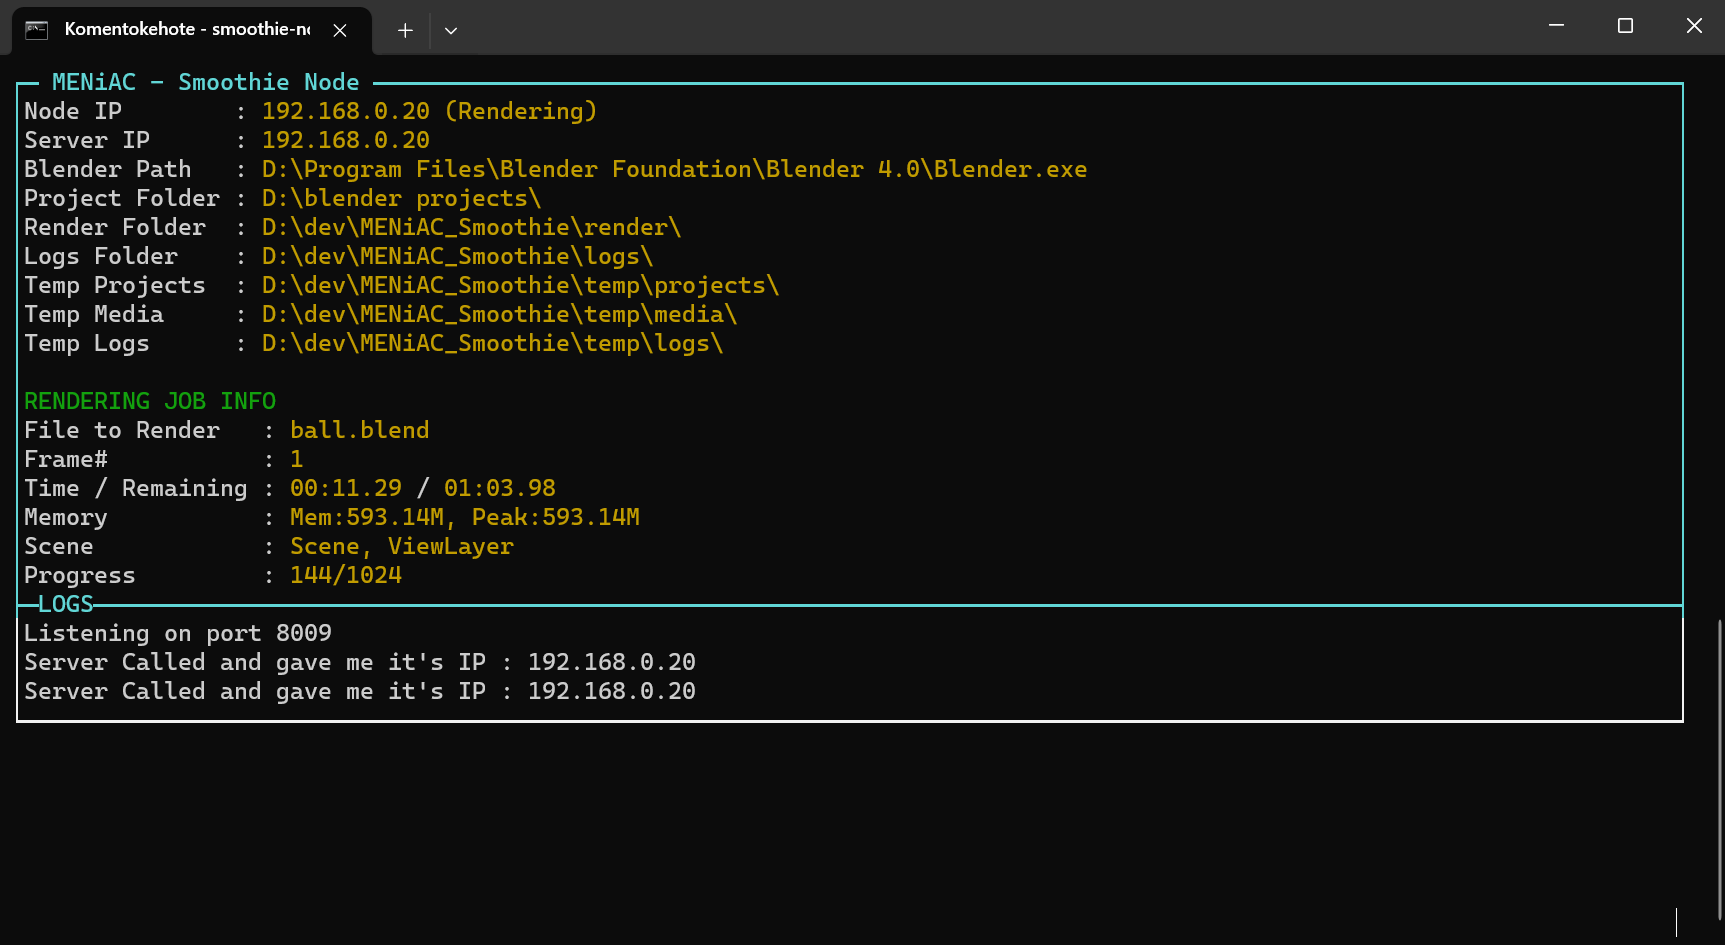 Komentokehote - smoothie-no
MENiAC - Smoothie Node
Node IP : 192.168.0.20 (Rendering)
Server IP : 192.168.0.20
Blender Path : D:\Program Files\Blender Foundation\Blender 4.0\Blender.exe
Project Folder : D:\blender projects\
Render Folder : D:\dev\MENiAC_Smoothie\render\
Logs Folder : D:\dev\MENiAC_Smoothie\logs\
Temp Projects : D:\dev\MENiAC_Smoothie\temp\projects\
Temp Media : D:\dev\MENiAC_Smoothie\temp\media\
Temp Logs : D:\dev\MENiAC_Smoothie\temp\logs\
RENDERING JOB INFO
File to Render : ball.blend
Frame# : 1
Time / Remaining : 00:11.29 / 01:03.98
Memory : Mem:593.14M, Peak:593.14M
Scene : Scene, ViewLayer
Progress : 144/1024
LOGS
Listening on port 8009
Server Called and gave me it's IP : 192.168.0.20
Server Called and gave me it's IP : 192.168.0.20